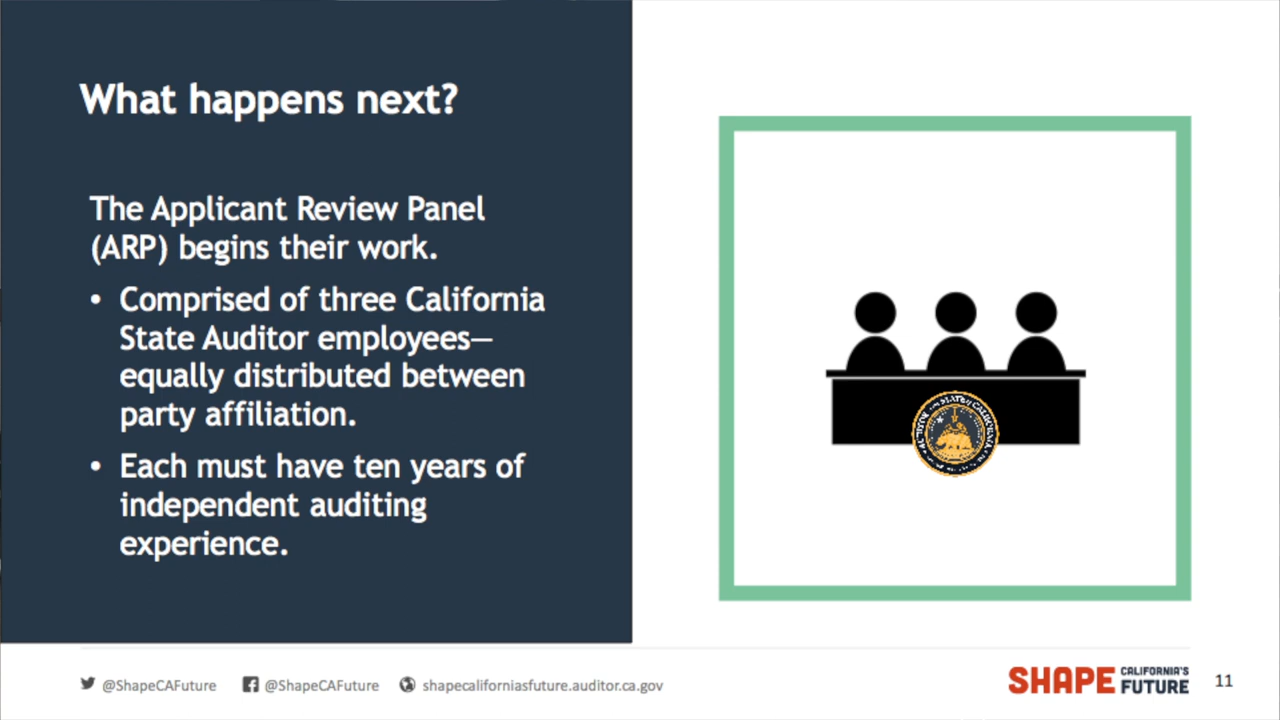 What happens next?
The Applicant Review Panel
(ARP) begins their work.
• Comprised of three California
State Auditor employees—
equally distributed between
party affiliation.
• Each must have ten years of
independent auditing
experience.
@ShapeCAFuture
@ShapeCAFuture
shapecaliforniasfuture.auditor.ca.gov
SHAPE CALIFORNIA'S
FUTURE
11